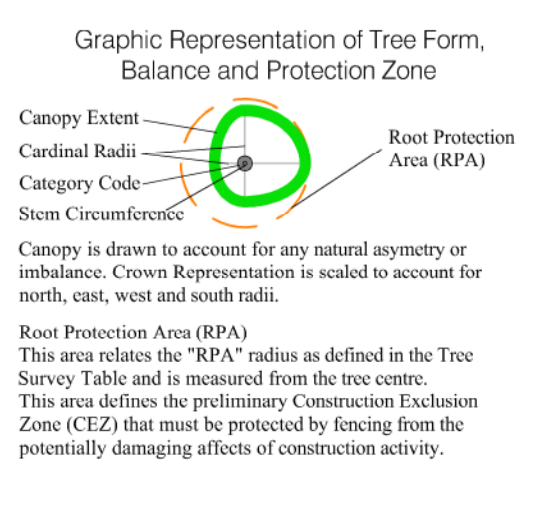 Graphic Representation of Tree Form,
Balance and Protection Zone
Canopy Extent
Cardinal Radii
Category Code
Stem Circumference
Root Protection
Area (RPA)
Canopy is drawn to account for any natural asymetry or
imbalance. Crown Representation is scaled to account for
north, east, west and south radii.
Root Protection Area (RPA)
This area relates the "RPA" radius as defined in the Tree
Survey Table and is measured from the tree centre.
This area defines the preliminary Construction Exclusion
Zone (CEZ) that must be protected by fencing from the
potentially damaging affects of construction activity.